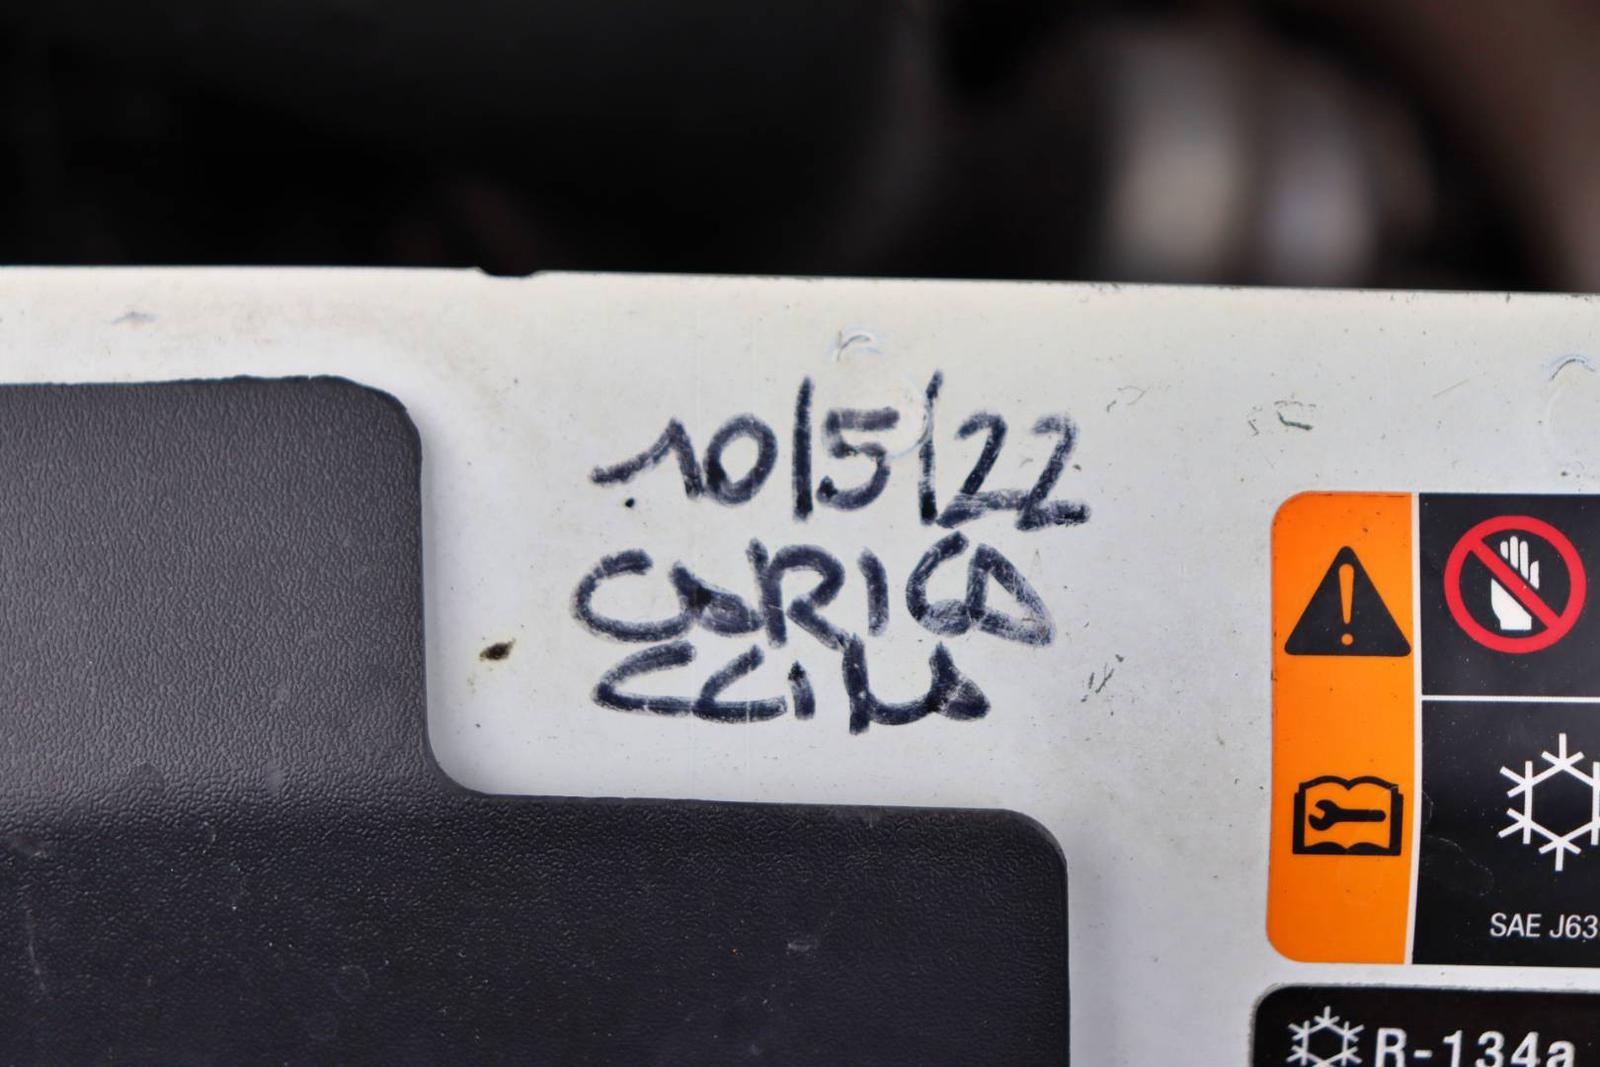 10/5/22
CARICA
CLIMA
SAE J63
R-134a